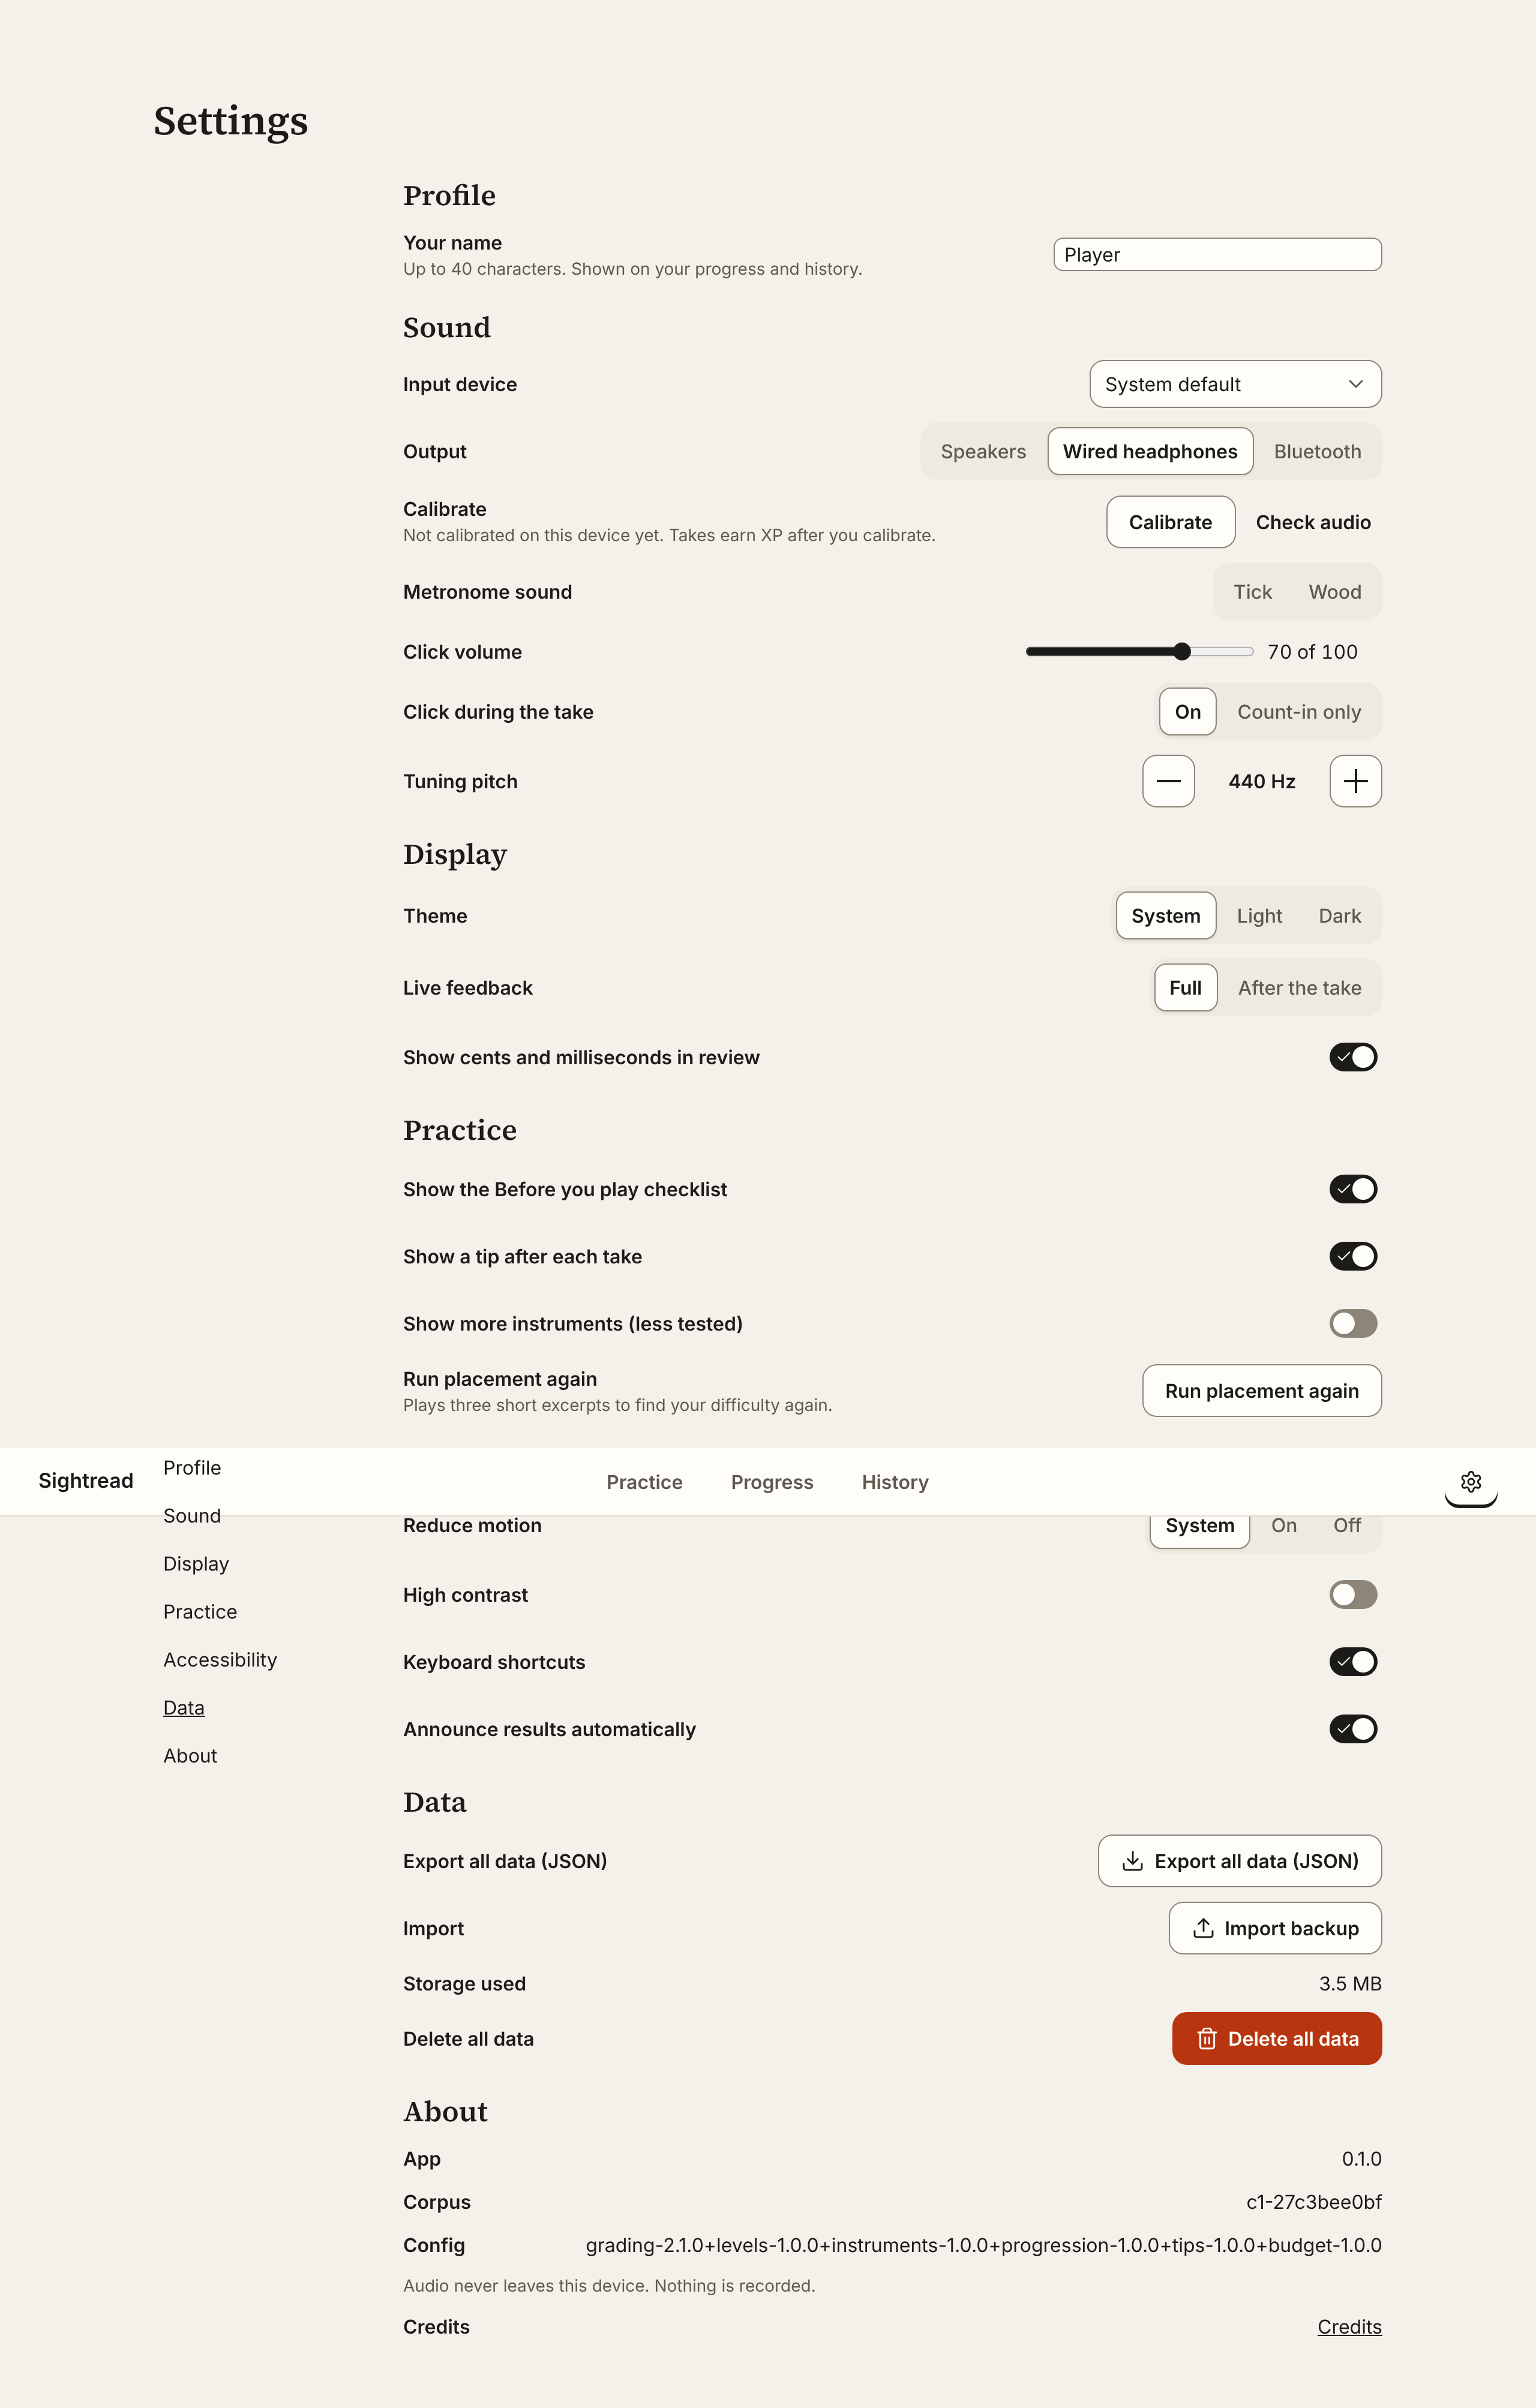 Settings
Profile
Your name
Up to 40 characters. Shown on your progress and history.
Player
Sound
Input device
System default
Output
Speakers
Wired headphones
Bluetooth
Calibrate
Not calibrated on this device yet. Takes earn XP after you calibrate.
Calibrate
Check audio
Metronome sound
Tick
Wood
Click volume
70 of 100
Click during the take
On
Count-in only
Tuning pitch
440 Hz
Display
Theme
System
Light
Dark
Live feedback
Full
After the take
Show cents and milliseconds in review
Practice
Show the Before you play checklist
Show a tip after each take
Show more instruments (less tested)
Run placement again
Plays three short excerpts to find your difficulty again.
Run placement again
Sightread
Practice
Progress
History
Profile
Sound
Display
Practice
Accessibility
Data
About
Reduce motion
System
On
Off
High contrast
Keyboard shortcuts
Announce results automatically
Data
Export all data (JSON)
Export all data (JSON)
Import
Import backup
Storage used
3.5 MB
Delete all data
Delete all data
About
App
0.1.0
Corpus
c1-27c3bee0bf
Config
grading-2.1.0+levels-1.0.0+instruments-1.0.0+progression-1.0.0+tips-1.0.0+budget-1.0.0
Audio never leaves this device. Nothing is recorded.
Credits
Credits